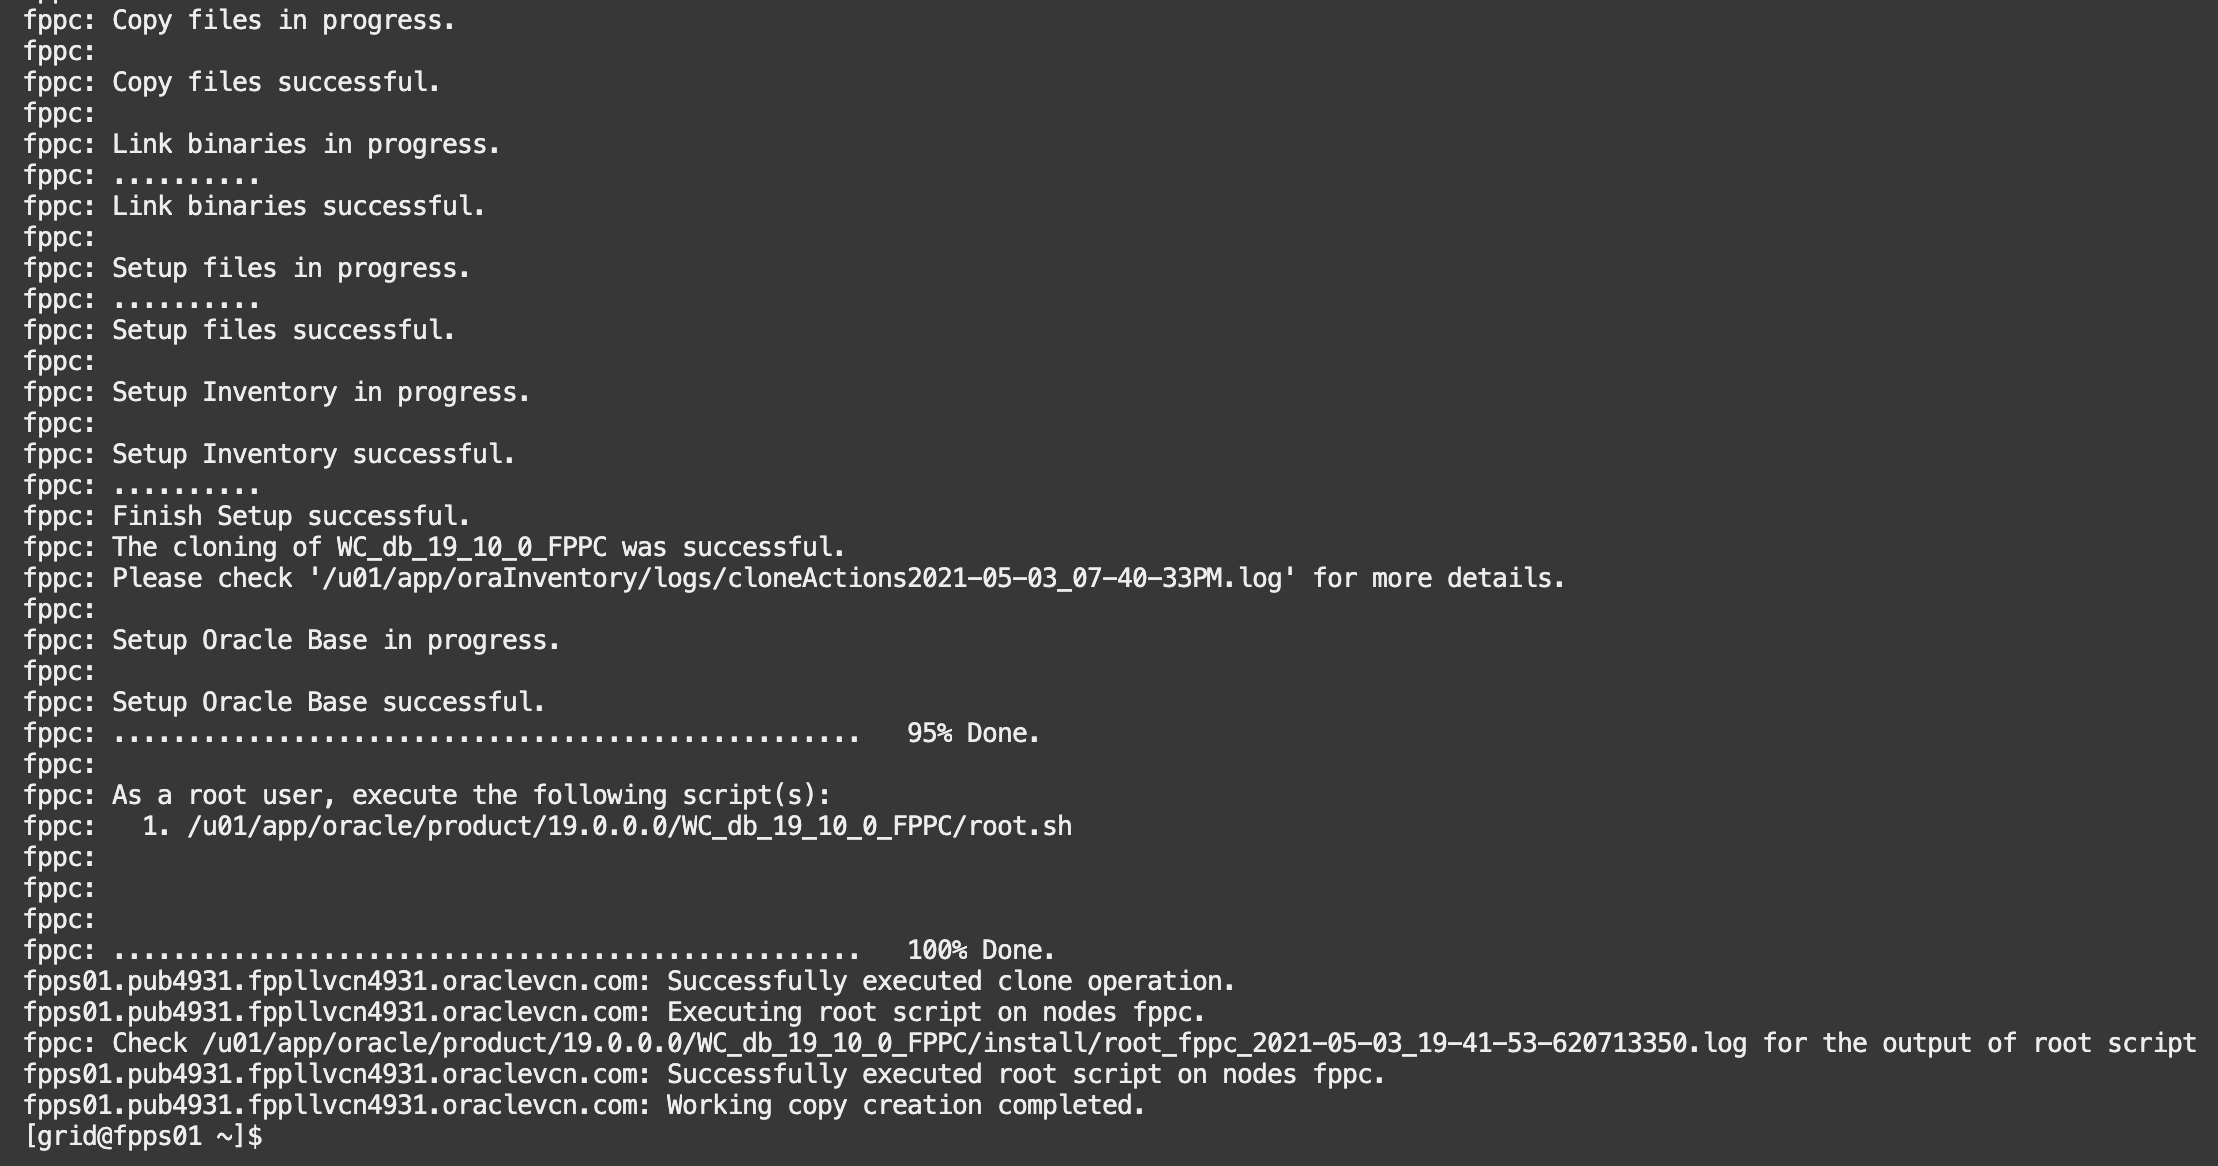 fppc: Copy files in progress.
fppc:
fppc: Copy files successful.
fppc:
fppc: Link binaries in progress.
fppc: ..........
fppc: Link binaries successful.
fppc:
fppc: Setup files in progress.
fppc: ..........
fppc: Setup files successful.
fppc:
fppc: Setup Inventory in progress.
fppc:
fppc: Setup Inventory successful.
fppc: ..........
fppc: Finish Setup successful.
fppc: The cloning of WC_db_19_10_0_FPPC was successful.
fppc: Please check '/u01/app/oraInventory/logs/cloneActions2021-05-03_07-40-33PM.log' for more details.
fppc:
fppc: Setup Oracle Base in progress.
fppc:
fppc: Setup Oracle Base successful.
fppc: ..................................................   95% Done.
fppc:
fppc: As a root user, execute the following script(s):
fppc:   1. /u01/app/oracle/product/19.0.0.0/WC_db_19_10_0_FPPC/root.sh
fppc:
fppc:
fppc:
fppc: ..................................................   100% Done.
fpps01.pub4931.fppllvcn4931.oraclevcn.com: Successfully executed clone operation.
fpps01.pub4931.fppllvcn4931.oraclevcn.com: Executing root script on nodes fppc.
fppc: Check /u01/app/oracle/product/19.0.0.0/WC_db_19_10_0_FPPC/install/root_fppc_2021-05-03_19-41-53-620713350.log for the output of root script
fpps01.pub4931.fppllvcn4931.oraclevcn.com: Successfully executed root script on nodes fppc.
fpps01.pub4931.fppllvcn4931.oraclevcn.com: Working copy creation completed.
[grid@fpps01 ~]$